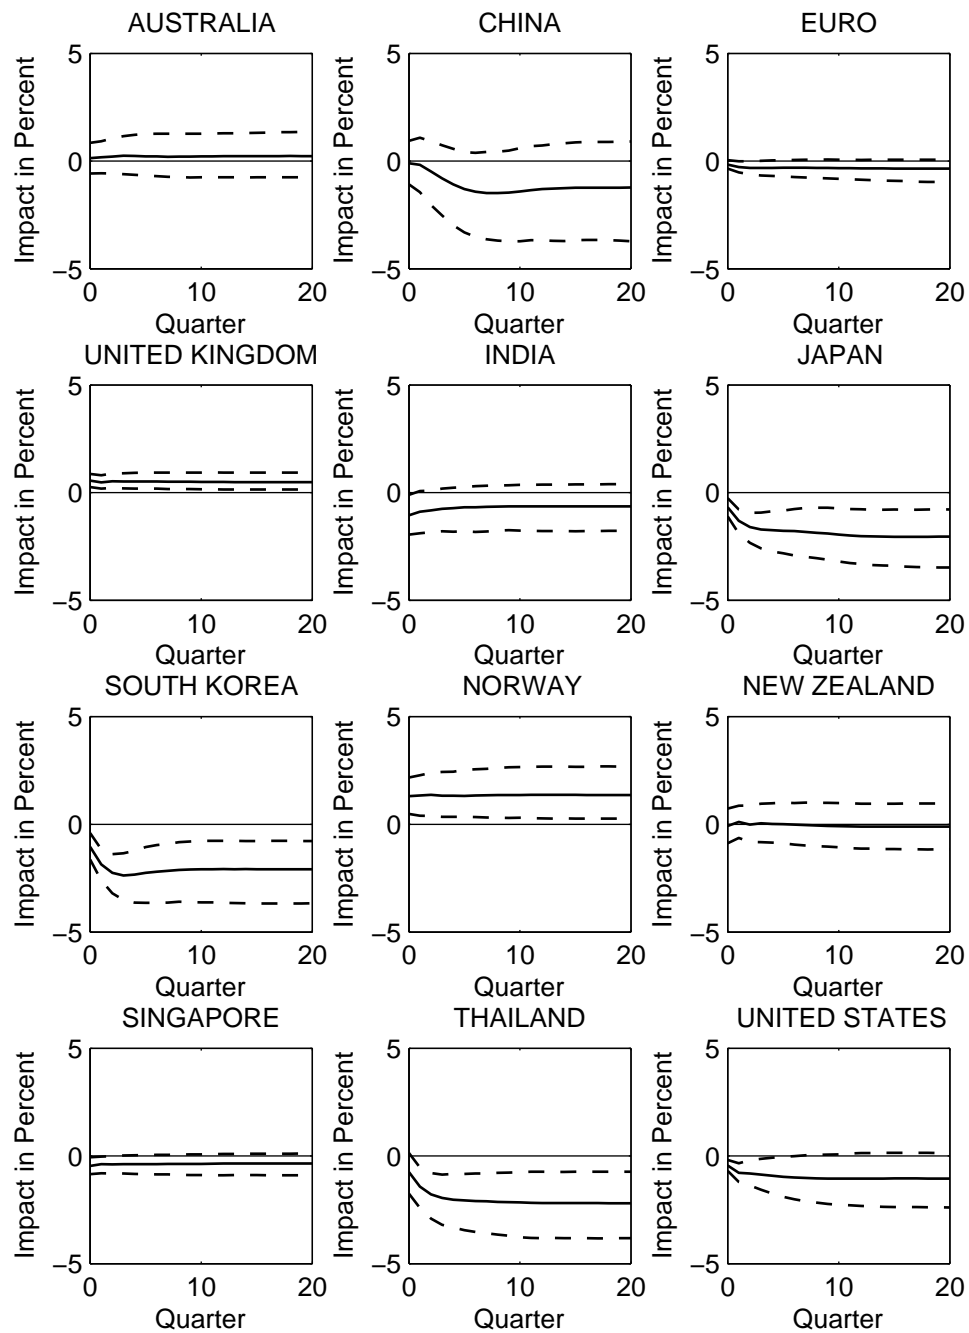 AUSTRALIA
CHINA
EURO
Impact in Percent
5
0
−5
0
10
20
Quarter
Impact in Percent
5
0
−5
0
10
20
Quarter
Impact in Percent
5
0
−5
0
10
20
Quarter
UNITED KINGDOM
INDIA
JAPAN
Impact in Percent
5
0
−5
0
10
20
Quarter
Impact in Percent
5
0
−5
0
10
20
Quarter
Impact in Percent
5
0
−5
0
10
20
Quarter
SOUTH KOREA
NORWAY
NEW ZEALAND
Impact in Percent
5
0
−5
0
10
20
Quarter
Impact in Percent
5
0
−5
0
10
20
Quarter
Impact in Percent
5
0
−5
0
10
20
Quarter
SINGAPORE
THAILAND
UNITED STATES
Impact in Percent
5
0
−5
0
10
20
Quarter
Impact in Percent
5
0
−5
0
10
20
Quarter
Impact in Percent
5
0
−5
0
10
20
Quarter